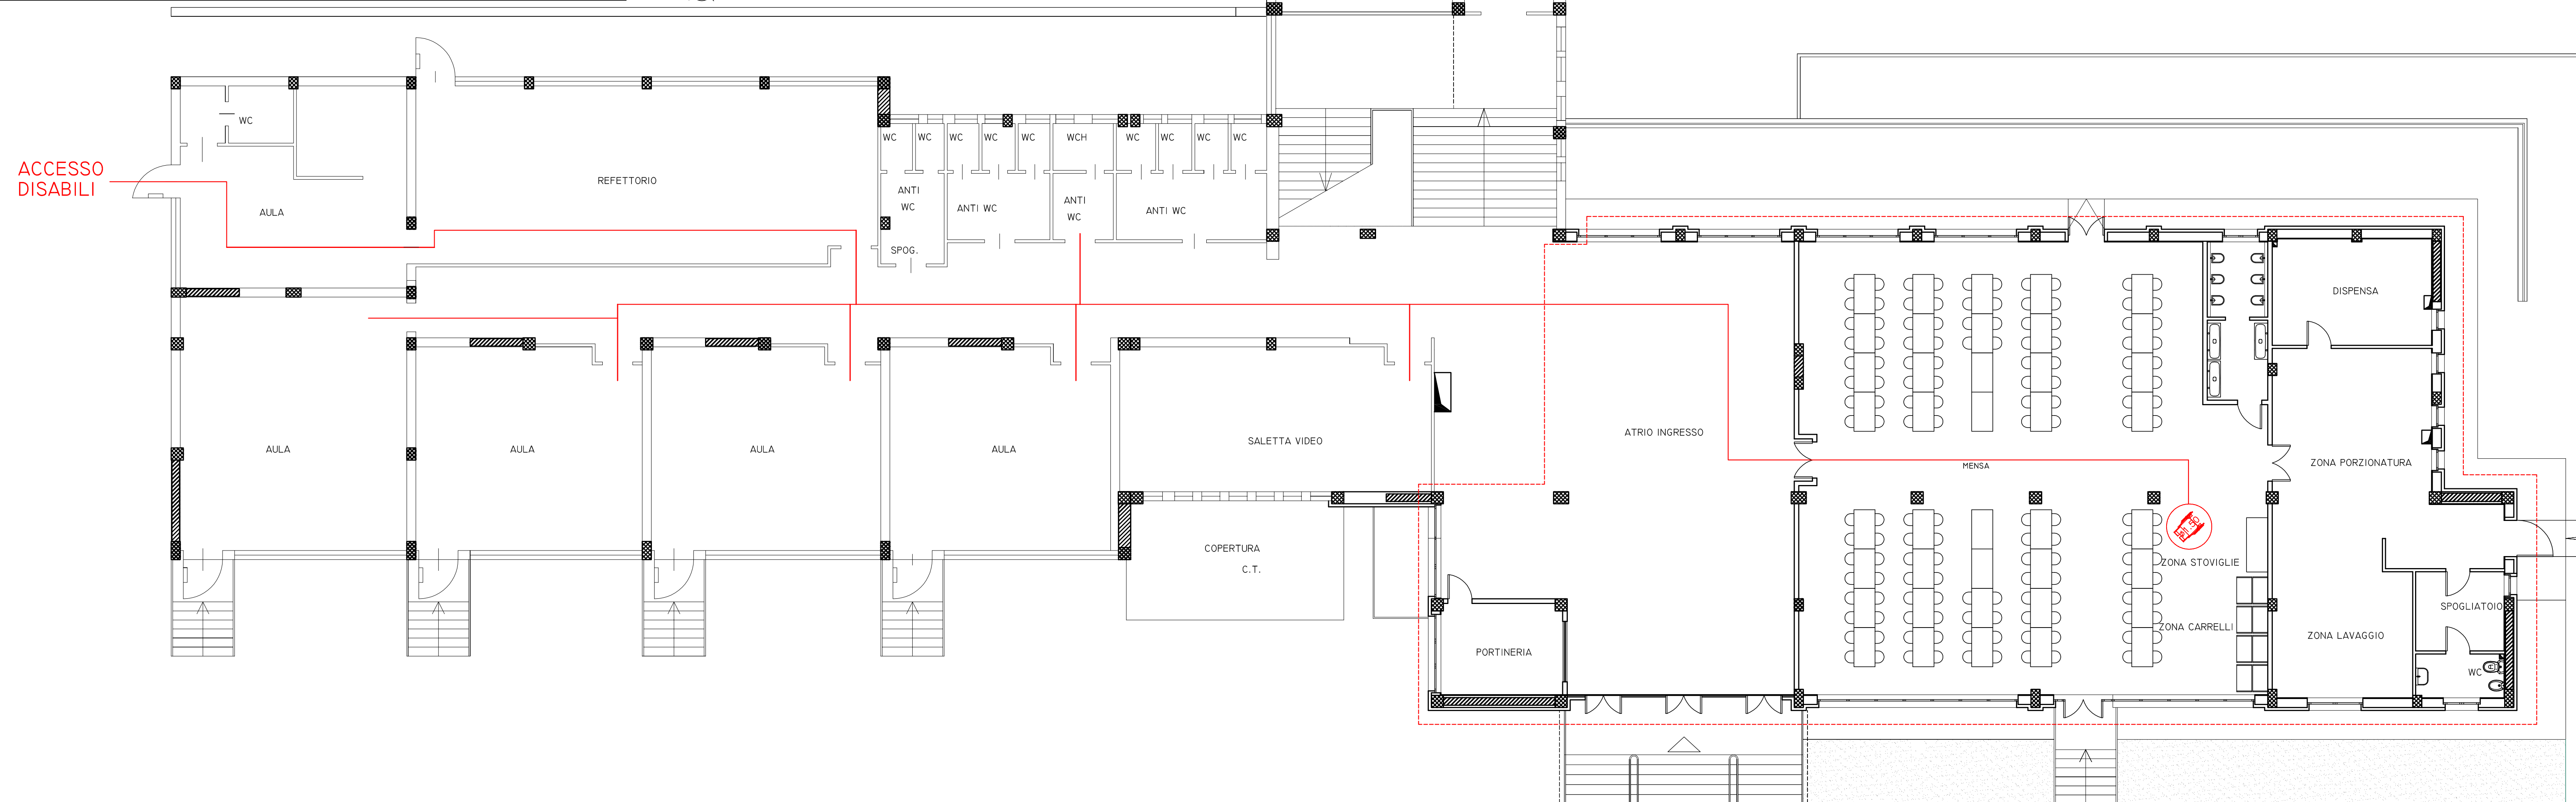 ACCESSO
DISABILI
WC
AULA
REFETTORIO
WC
WC
WC
WC
WC
WCH
WC
WC
WC
WC
ANTI
WC
SPOG.
ANTI WC
ANTI
WC
ANTI WC
AULA
AULA
AULA
AULA
SALETTA VIDEO
COPERTURA
C.T.
ATRIO INGRESSO
PORTINERIA
MENSA
DISPENSA
ZONA PORZIONATURA
ZONA STOVIGLIE
ZONA CARRELLI
ZONA LAVAGGIO
SPOGLIATOIO
WC